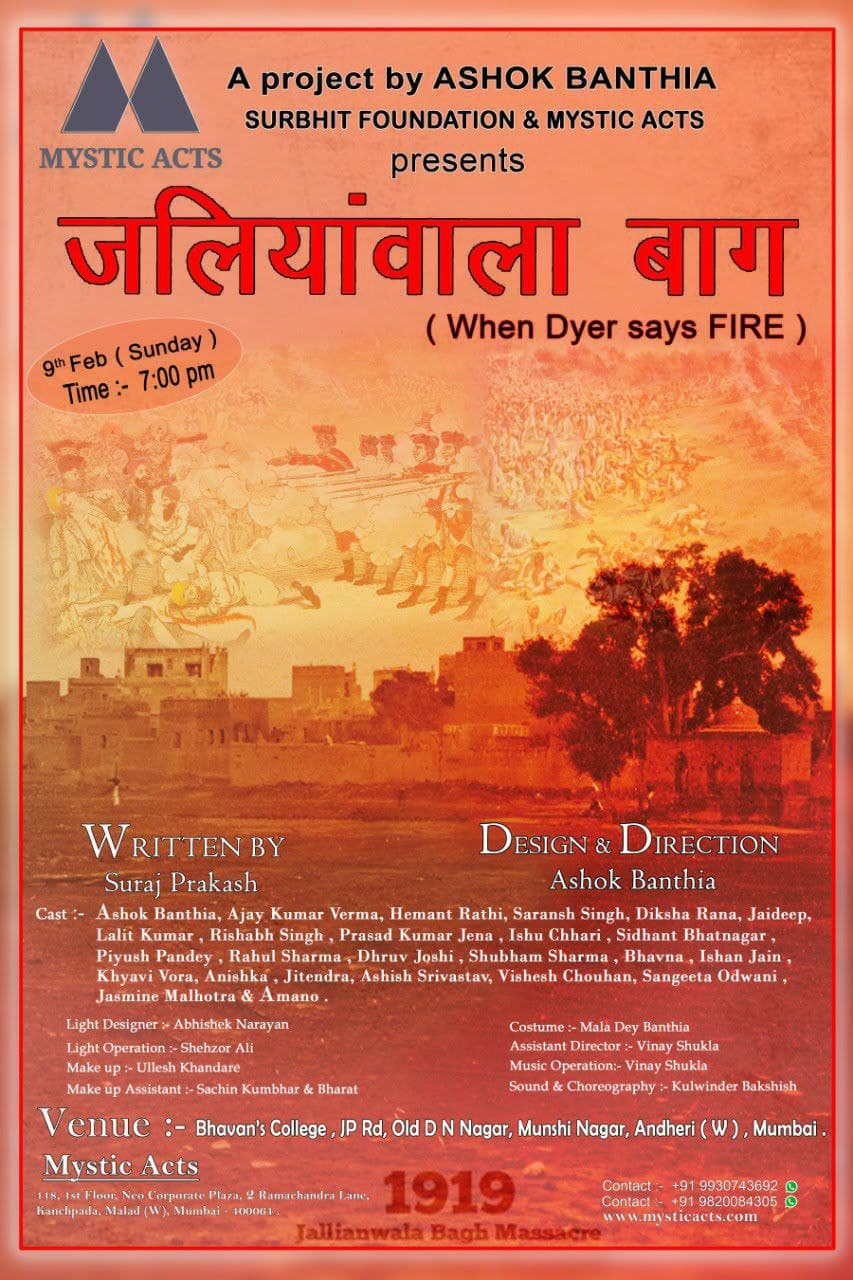 MYSTIC ACTS
A project by ASHOK BANTHIA
SURBHIT FOUNDATION & MYSTIC ACTS
presents
जलियांवाला बाग
( When Dyer says FIRE )
9th Feb ( Sunday )
Time :- 7:00 pm
WRITTEN BY
Suraj Prakash
DESIGN & DIRECTION
Ashok Banthia
Cast :- Ashok Banthia, Ajay Kumar Verma, Hemant Rathi, Saransh Singh, Diksha Rana, Jaideep,
Lalit Kumar , Rishabh Singh , Prasad Kumar Jena , Ishu Chhari , Sidhant Bhatnagar ,
Piyush Pandey , Rahul Sharma , Dhruv Joshi , Shubham Sharma , Bhavna , Ishan Jain ,
Khyavi Vora, Anishka , Jitendra, Ashish Srivastav, Vishesh Chouhan, Sangeeta Odwani ,
Jasmine Malhotra & Amano .
Light Designer :- Abhishek Narayan
Light Operation :- Shehzor Ali
Make up :- Ullesh Khandare
Make up Assistant :- Sachin Kumbhar & Bharat
Costume :- Mala Dey Banthia
Assistant Director :- Vinay Shukla
Music Operation:- Vinay Shukla
Sound & Choreography :- Kulwinder Bakshish
Venue :- Bhavan's College , JP Rd, Old D N Nagar, Munshi Nagar, Andheri ( W ) , Mumbai .
Mystic Acts
118, 1st Floor, Neo Corporate Plaza, 2 Ramachandra Lane,
Kanchpada, Malad (W), Mumbai - 400064 .
1919
Jallianwala Bagh Massacre
Contact :- +91 9930743692
Contact :- +91 9820084305
www.mysticacts.com